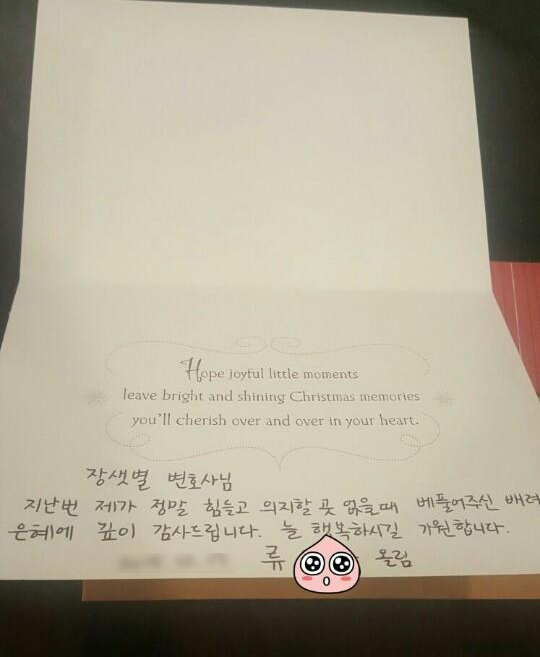 Hope joyful little moments
leave bright and shining Christmas memories
you'll cherish over and over in your heart.
장샛별 변호사님
지난번 제가 정말 힘들고 의지할 곳 없을때 베풀어주신 배려
은혜에 깊이 감사드립니다. 늘 행복하시길 기원합니다.
류 올림